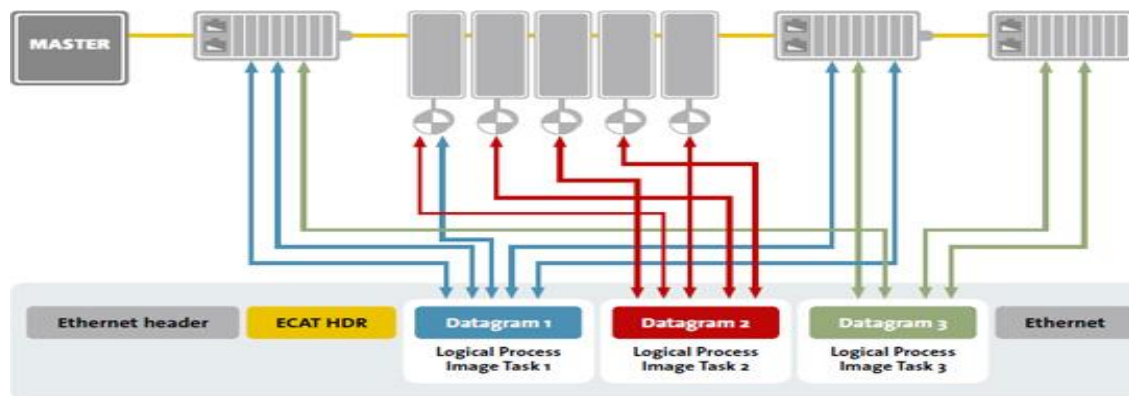 MASTER
Ethernet header
ECAT HDR
Datagram 1
Datagram 2
Datagram 3
Ethernet
Logical Process
Image Task 1
Logical Process
Image Task 2
Logical Process
Image Task 3